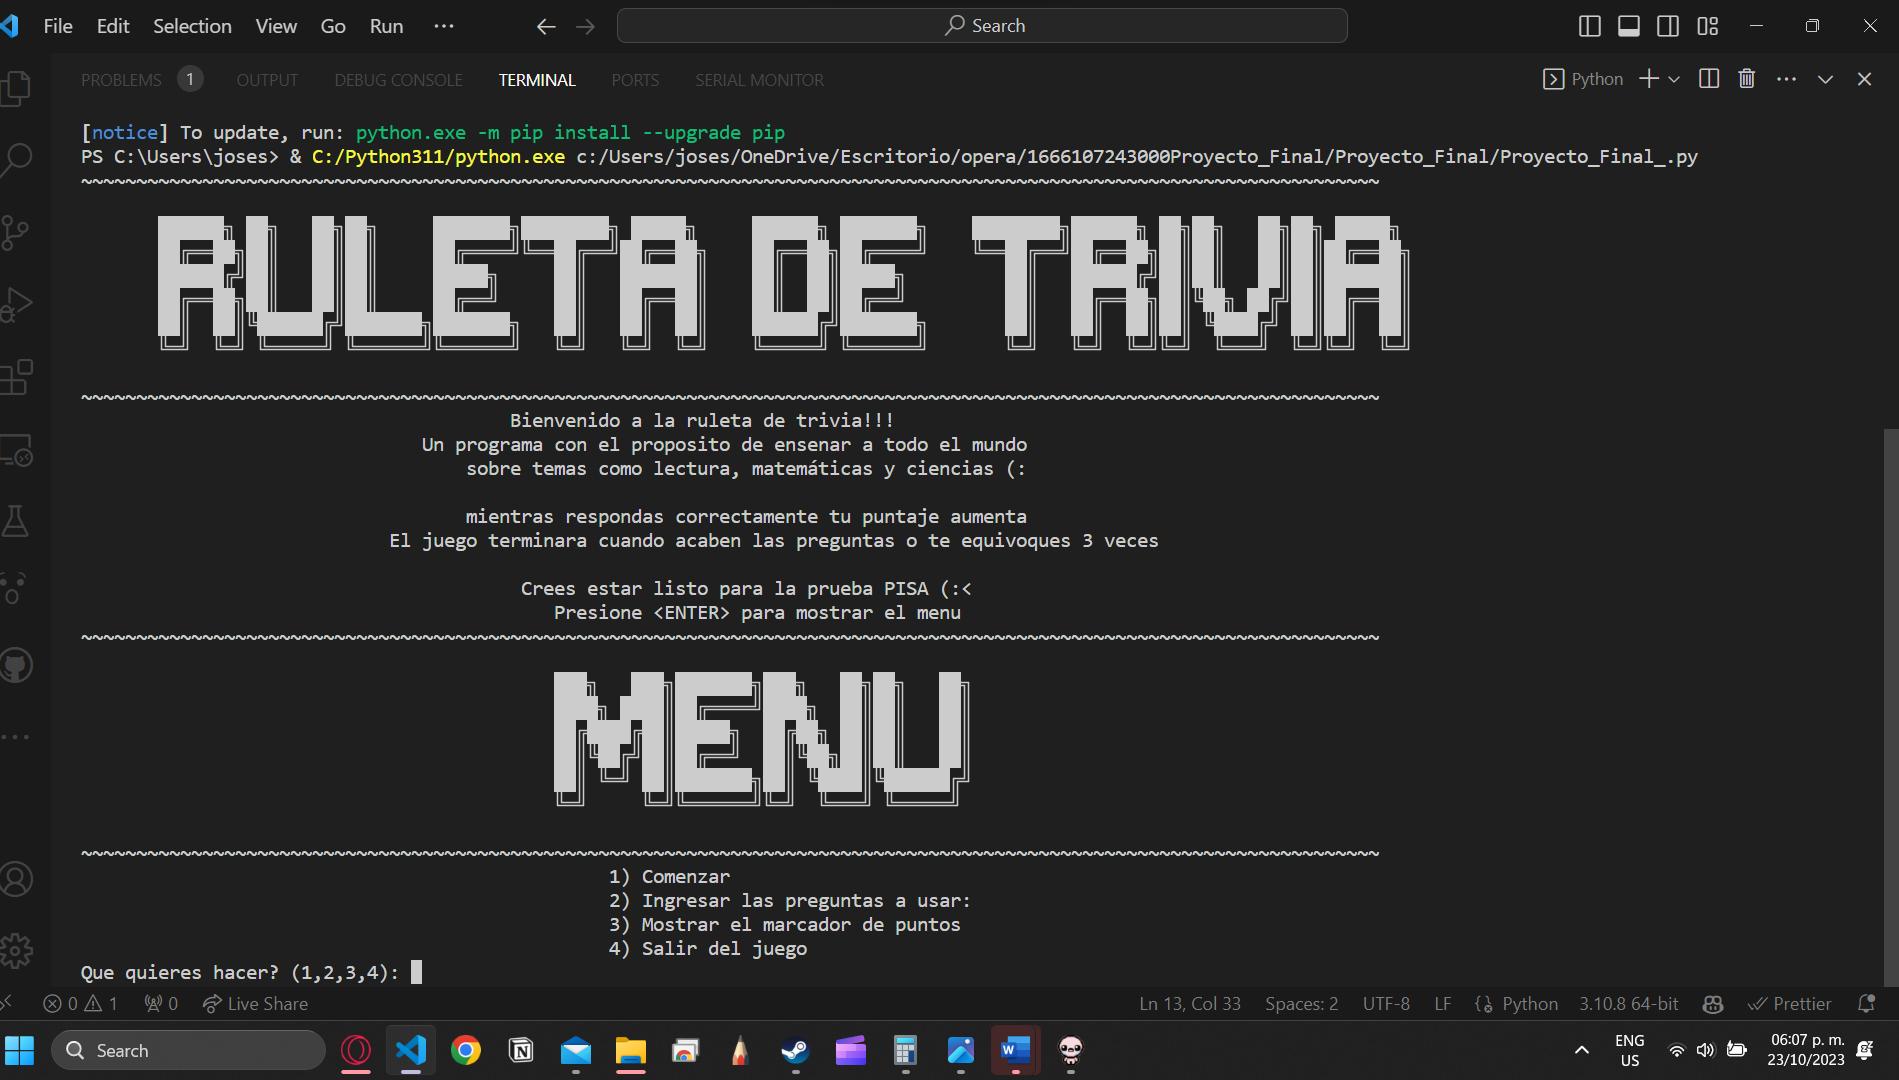 File Edit Selection View Go Run ··· Search
PROBLEMS 1 OUTPUT DEBUG CONSOLE TERMINAL PORTS SERIAL MONITOR Python
[notice] To update, run: python.exe -m pip install --upgrade pip
PS C:\Users\joses> & C:/Python311/python.exe c:/Users/joses/OneDrive/Escritorio/opera/1666107243000Proyecto_Final/Proyecto_Final/Proyecto_Final_.py
RULETA DE TRIVIA
Bienvenido a la ruleta de trivia!!!
Un programa con el proposito de ensenar a todo el mundo
sobre temas como lectura, matemáticas y ciencias (:
mientras respondas correctamente tu puntaje aumenta
El juego terminara cuando acaben las preguntas o te equivoques 3 veces
Crees estar listo para la prueba PISA (:<
Presione <ENTER> para mostrar el menu
MENU
1) Comenzar
2) Ingresar las preguntas a usar:
3) Mostrar el marcador de puntos
4) Salir del juego
Que quieres hacer? (1,2,3,4):
0 1 0 Live Share Ln 13, Col 33 Spaces: 2 UTF-8 LF Python 3.10.8 64-bit Prettier
Search ENG 06:07 p. m.
US 23/10/2023